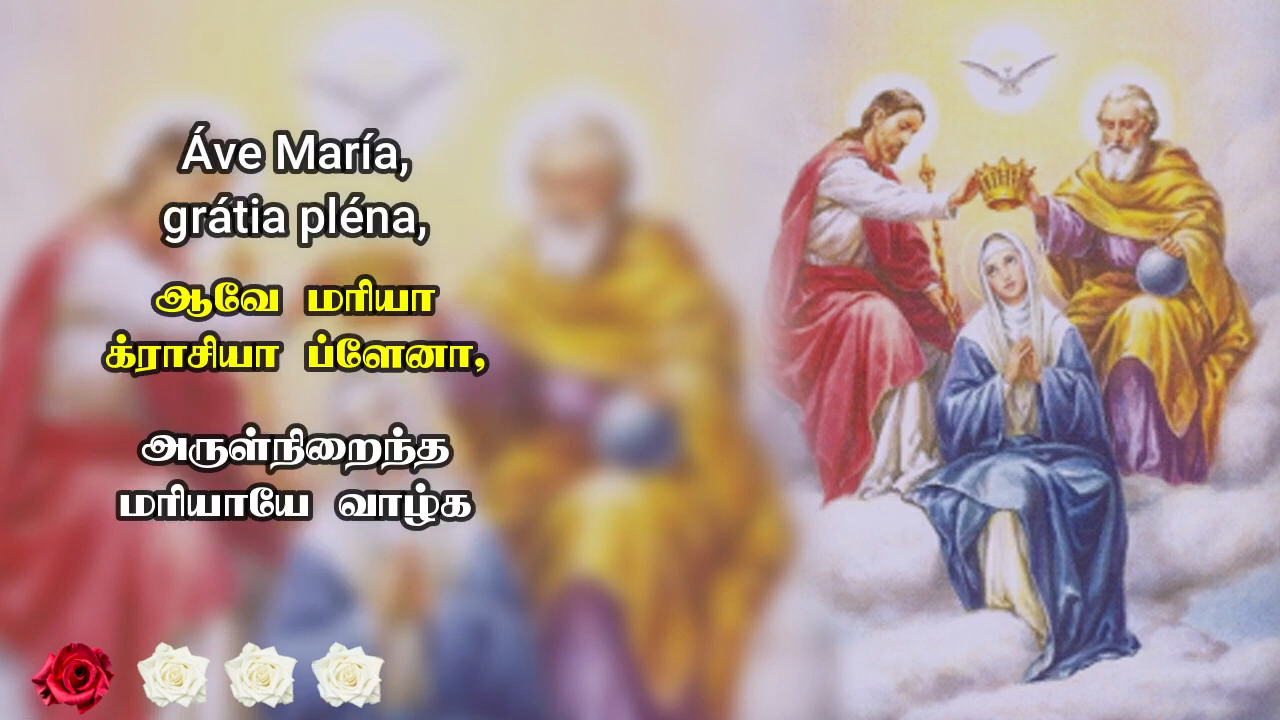 Áve María,
grátia pléna,
ஆவே மரியா
க்ராசியா ப்ளேனா,
அருள்நிறைந்த
மரியாயே வாழ்க